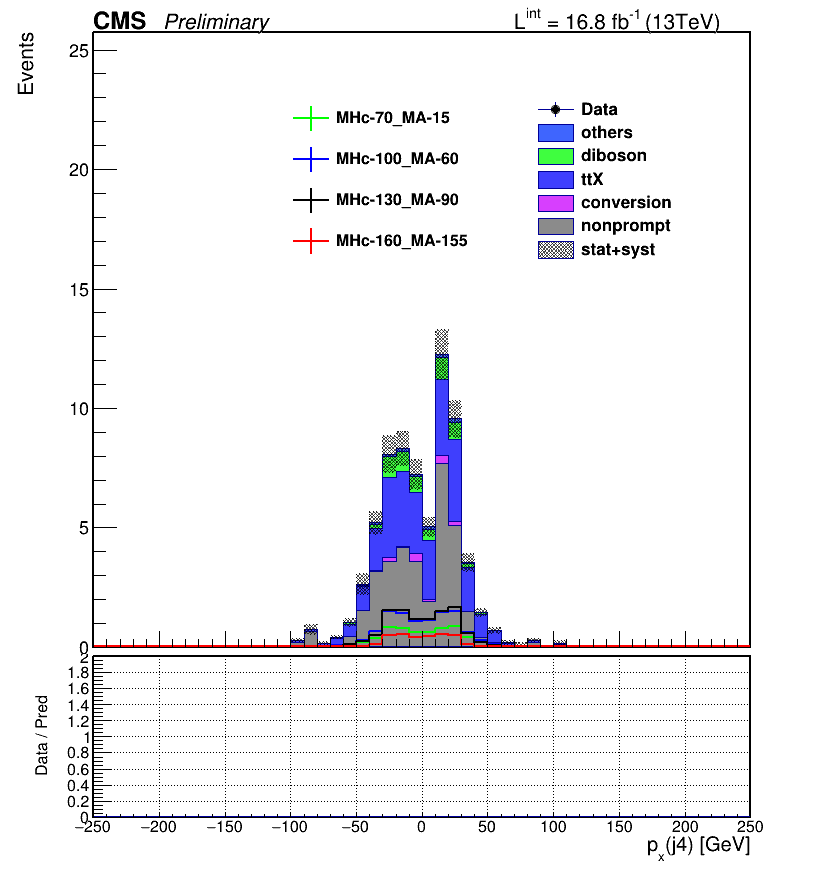 CMS Preliminary L^int = 16.8 fb^-1 (13TeV)
Events
25
20
15
10
5
0
MHc-70_MA-15
MHc-100_MA-60
MHc-130_MA-90
MHc-160_MA-155
Data
others
diboson
ttX
conversion
nonprompt
stat+syst
Data / Pred
2
1.8
1.6
1.4
1.2
1
0.8
0.6
0.4
0.2
0
−250 −200 −150 −100 −50 0 50 100 150 200 250
p_x(j4) [GeV]